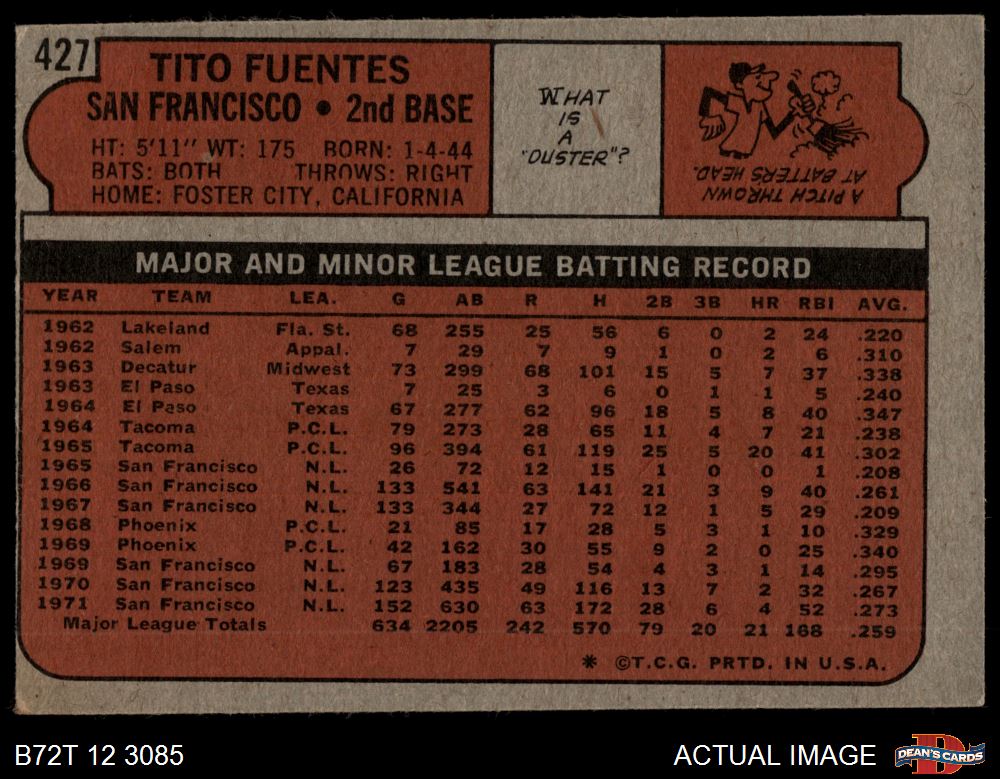 427
TITO FUENTES
SAN FRANCISCO • 2nd BASE
HT: 5'11" WT: 175 BORN: 1-4-44
BATS: BOTH THROWS: RIGHT
HOME: FOSTER CITY, CALIFORNIA
WHAT
IS
A
"OUSTER"?
A PITCH THROWN
AT BATTERS HEAD.
MAJOR AND MINOR LEAGUE BATTING RECORD
YEAR TEAM LEA. G AB R H 2B 3B HR RBI AVG.
1962 Lakeland Fla. St. 68 255 25 56 6 0 2 24 .220
1962 Salem Appal. 7 29 7 9 1 0 2 6 .310
1963 Decatur Midwest 73 299 68 101 15 5 7 37 .338
1963 El Paso Texas 7 25 3 6 0 1 1 5 .240
1964 El Paso Texas 67 277 62 96 18 5 8 40 .347
1964 Tacoma P.C.L. 79 273 28 65 11 4 7 21 .238
1965 Tacoma P.C.L. 96 394 61 119 25 5 20 41 .302
1965 San Francisco N.L. 26 72 12 15 1 0 0 1 .208
1966 San Francisco N.L. 133 541 63 141 21 3 9 40 .261
1967 San Francisco N.L. 133 344 27 72 12 1 5 29 .209
1968 Phoenix P.C.L. 21 85 17 28 5 3 1 10 .329
1969 Phoenix P.C.L. 42 162 30 55 9 2 0 25 .340
1969 San Francisco N.L. 67 183 28 54 4 3 1 14 .295
1970 San Francisco N.L. 123 435 49 116 13 7 2 32 .267
1971 San Francisco N.L. 152 630 63 172 28 6 4 52 .273
Major League Totals 634 2205 242 570 79 20 21 168 .259
* ©T.C.G. PRTD. IN U.S.A.
B72T 12 3085 ACTUAL IMAGE
DEAN'S CARDS